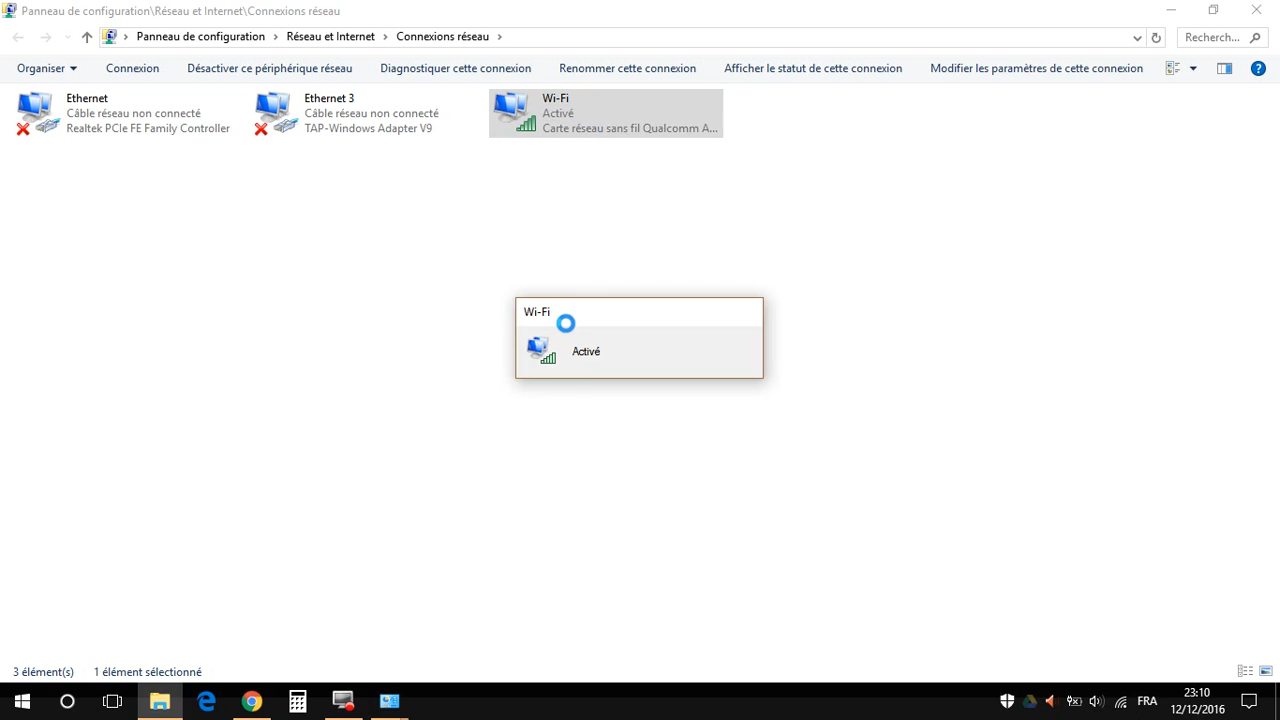 Panneau de configuration\Réseau et Internet\Connexions réseau
Panneau de configuration > Réseau et Internet > Connexions réseau >
Recherch...
Organiser Connexion Désactiver ce périphérique réseau Diagnostiquer cette connexion Renommer cette connexion Afficher le statut de cette connexion Modifier les paramètres de cette connexion
Ethernet
Câble réseau non connecté
Realtek PCIe FE Family Controller
Ethernet 3
Câble réseau non connecté
TAP-Windows Adapter V9
Wi-Fi
Activé
Carte réseau sans fil Qualcomm A...
Wi-Fi
Activé
3 élément(s) 1 élément sélectionné
FRA
23:10
12/12/2016